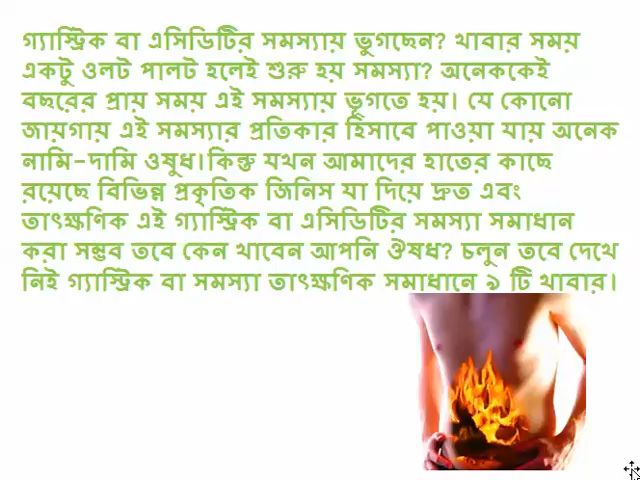 গ্যাস্ট্রিক বা এসিডিটির সমস্যায় ভুগছেন? খাবার সময়
একটু ওলট পালট হলেই শুরু হয় সমস্যা? অনেককেই
বছরের প্রায় সময় এই সমস্যায় ভূগতে হয়। যে কোনো
জায়গায় এই সমস্যার প্রতিকার হিসাবে পাওয়া যায় অনেক
নামি-দামি ওষুধ।কিন্তু যখন আমাদের হাতের কাছে
রয়েছে বিভিন্ন প্রকৃতিক জিনিস যা দিয়ে দ্রুত এবং
তাৎক্ষণিক এই গ্যাস্ট্রিক বা এসিডিটির সমস্যা সমাধান
করা সম্ভব তবে কেন খাবেন আপনি ঔষধ? চলুন তবে দেখে
নিই গ্যাস্ট্রিক বা সমস্যা তাৎক্ষণিক সমাধানে ৯ টি খাবার।